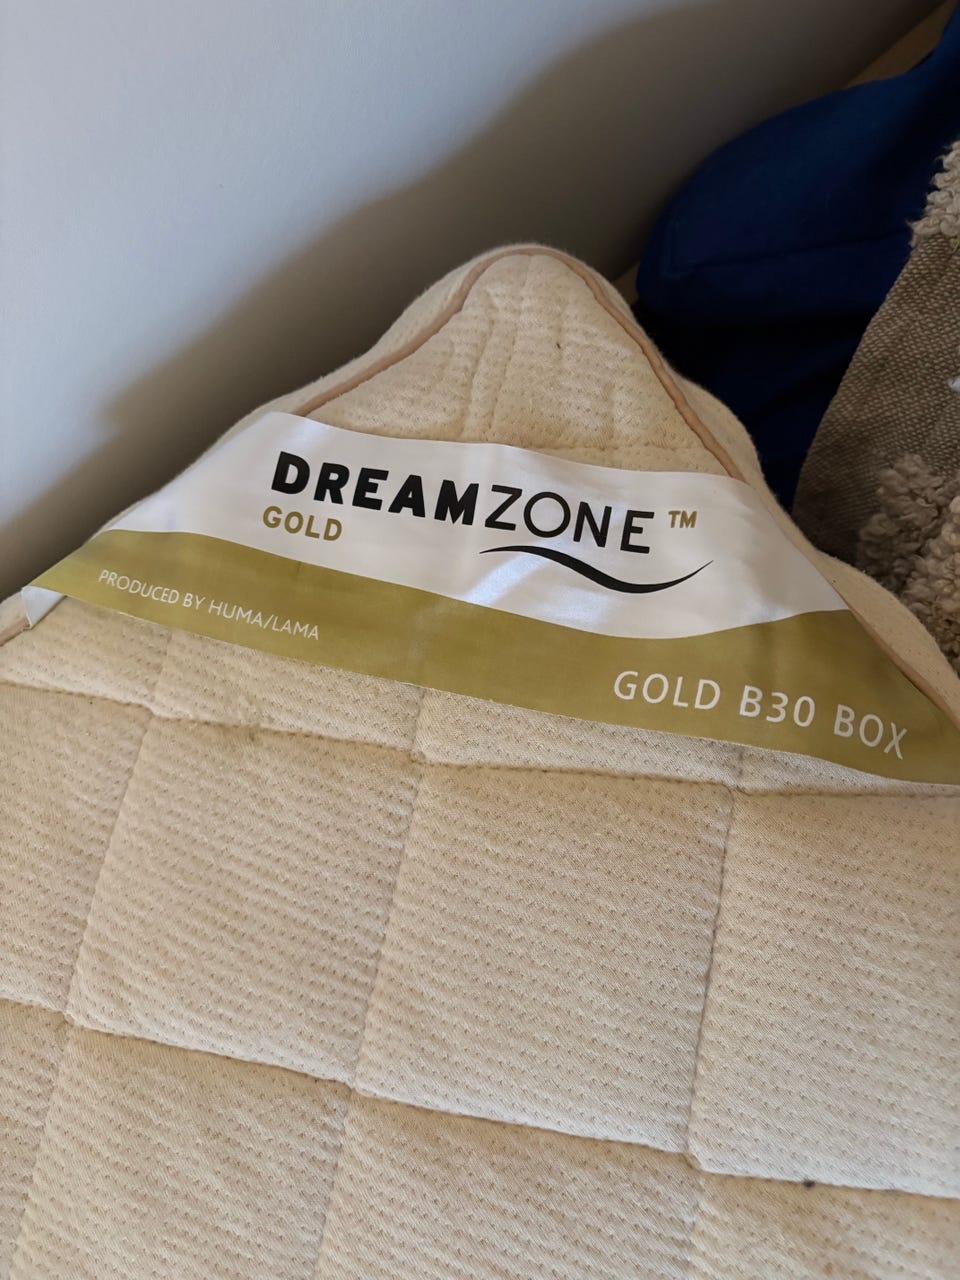 DREAMZONE™
GOLD
PRODUCED BY HUMA/LAMA
GOLD B30 BOX